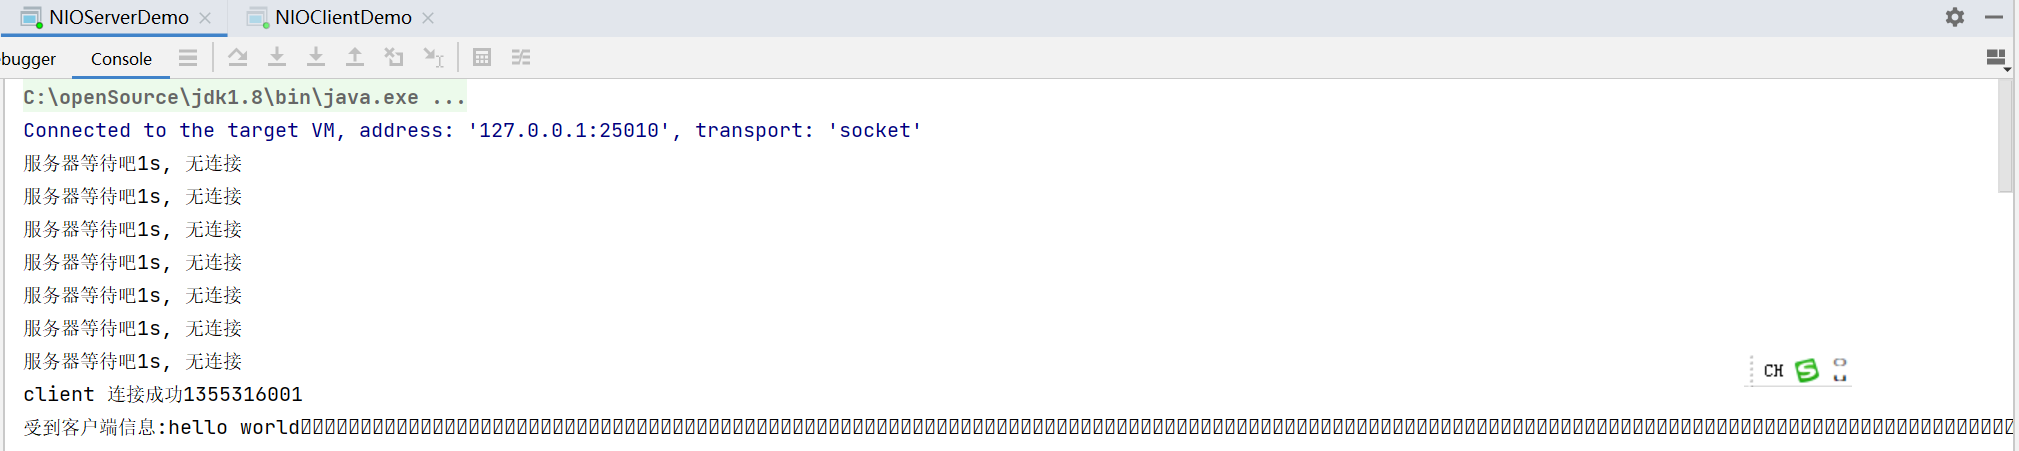 NIOServerDemo NIOClientDemo
bugger Console
C:\openSource\jdk1.8\bin\java.exe ...
Connected to the target VM, address: '127.0.0.1:25010', transport: 'socket'
服务器等待吧1s, 无连接
服务器等待吧1s, 无连接
服务器等待吧1s, 无连接
服务器等待吧1s, 无连接
服务器等待吧1s, 无连接
服务器等待吧1s, 无连接
服务器等待吧1s, 无连接
CH S
client 连接成功1355316001
受到客户端信息:hello world